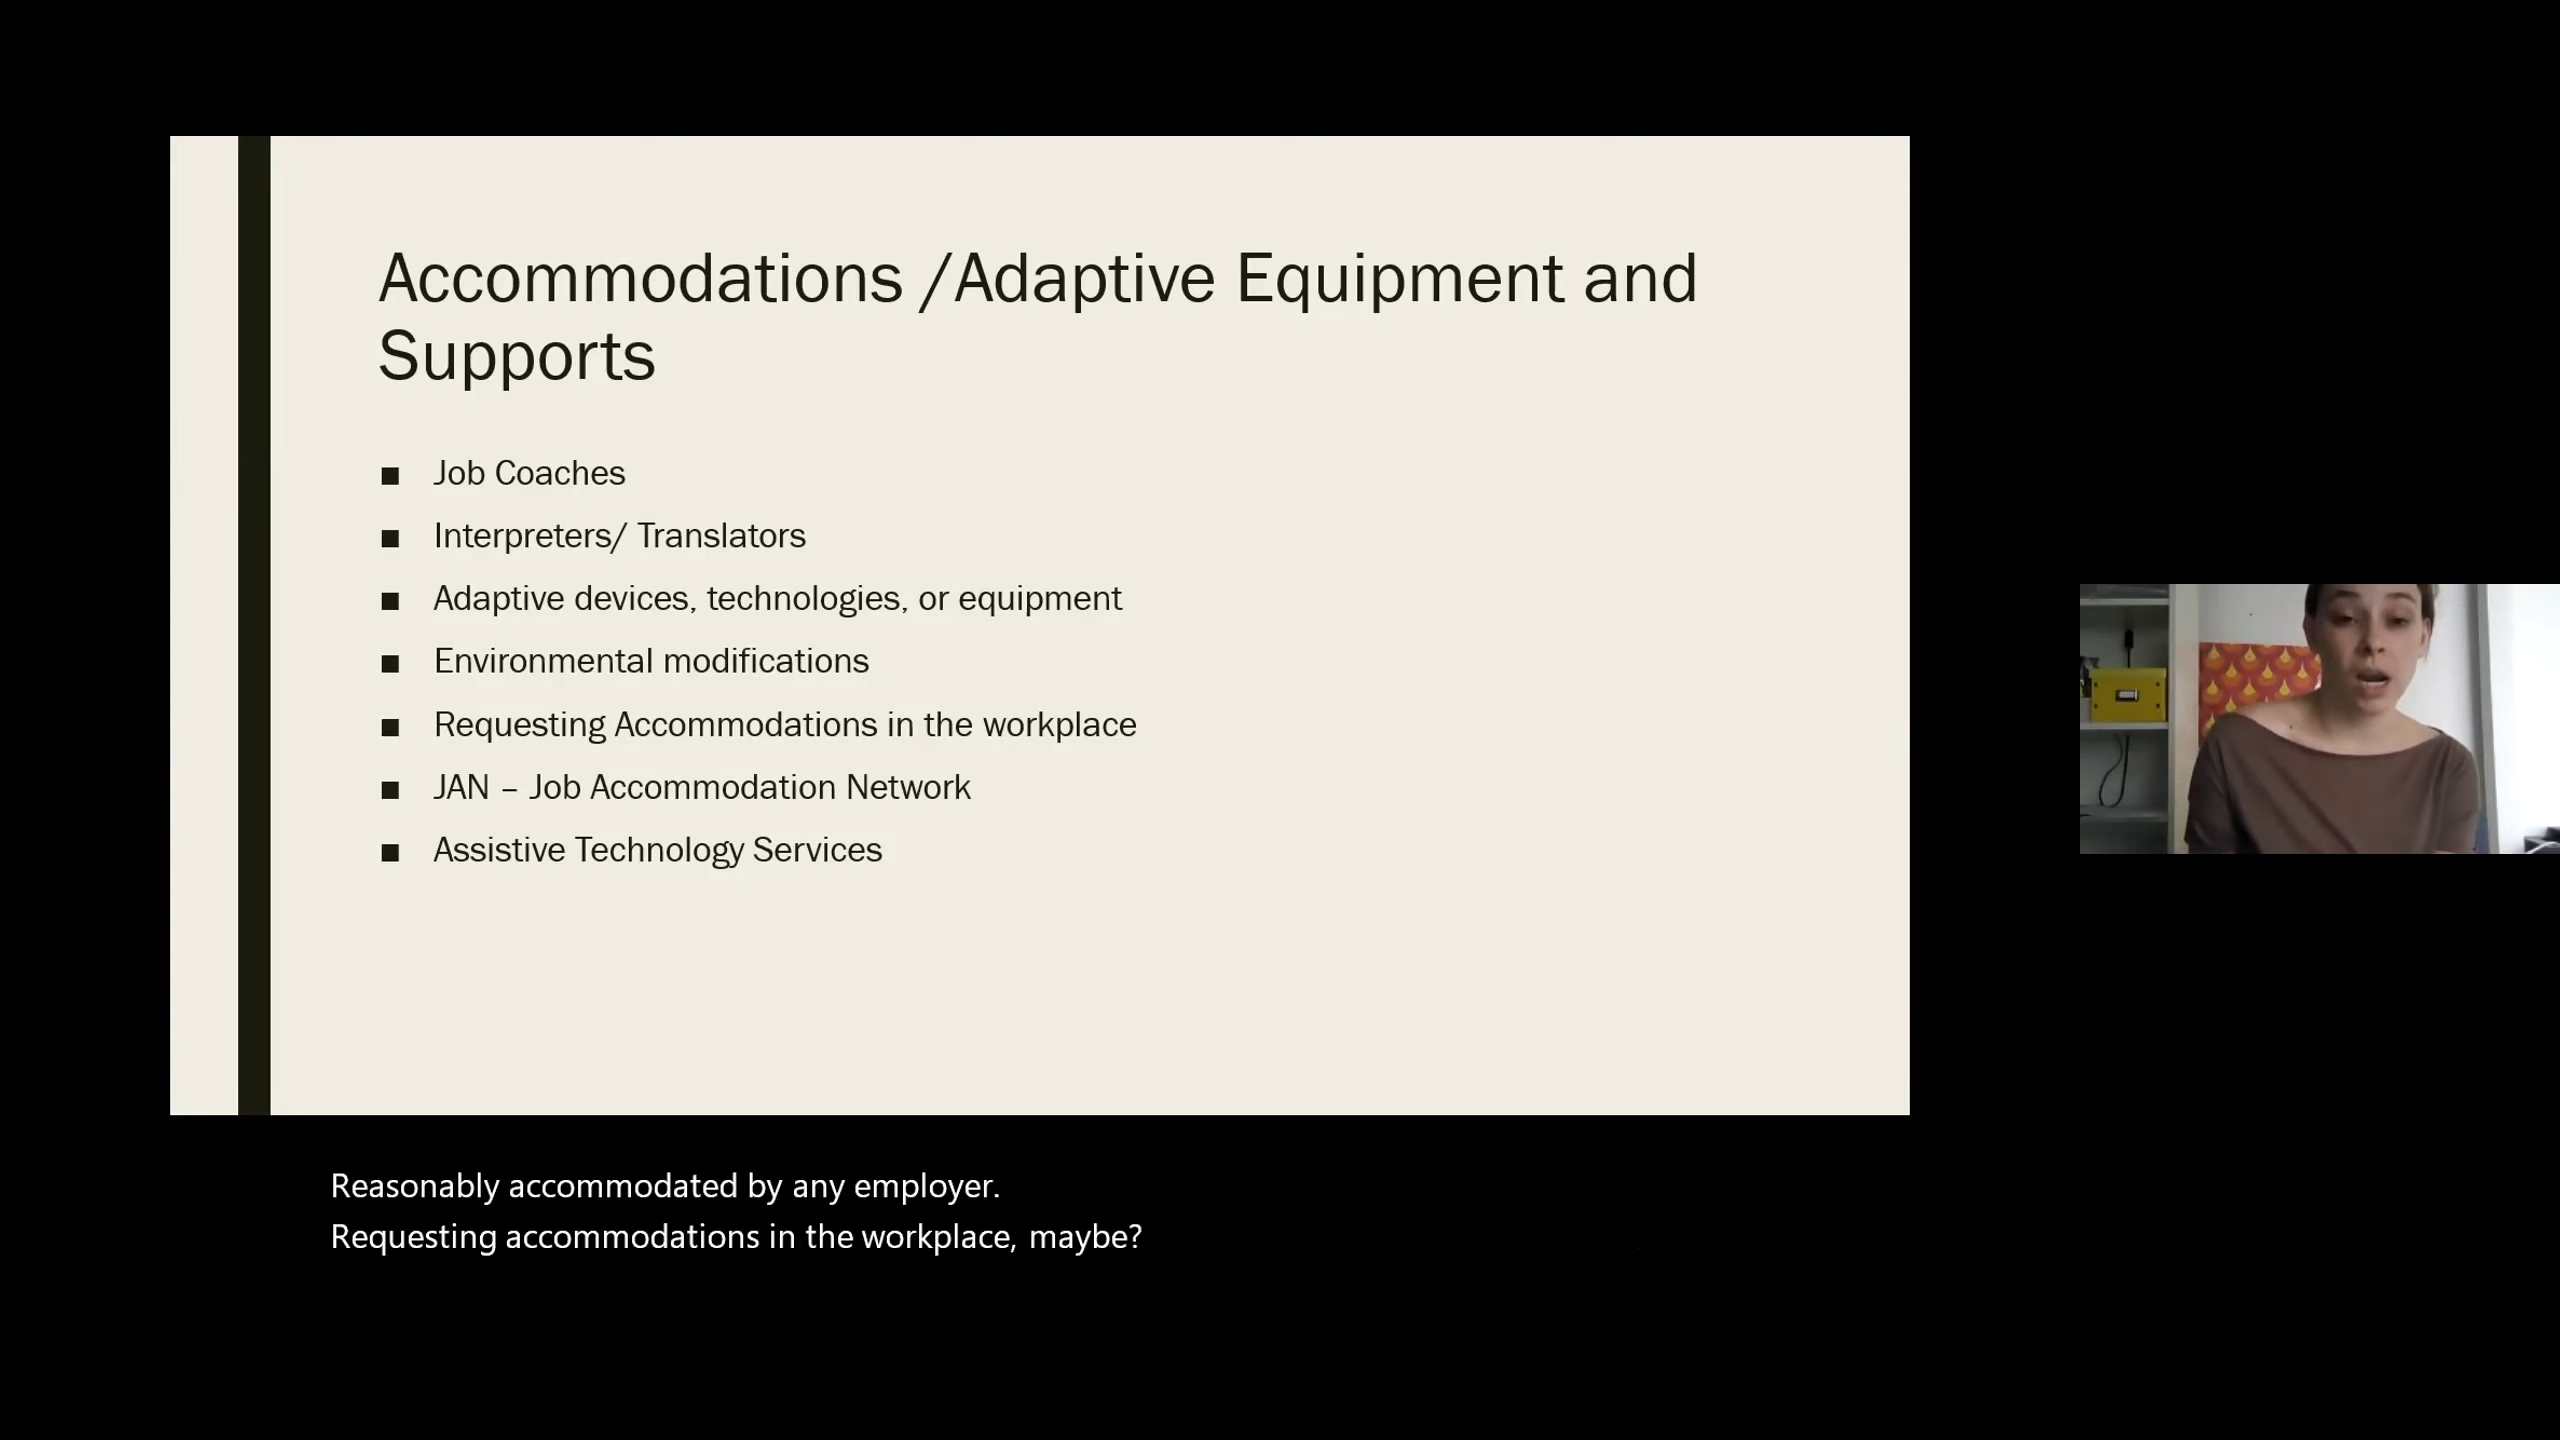 Accommodations /Adaptive Equipment and
Supports
Job Coaches
Interpreters/ Translators
Adaptive devices, technologies, or equipment
Environmental modifications
Requesting Accommodations in the workplace
JAN – Job Accommodation Network
Assistive Technology Services
Reasonably accommodated by any employer.
Requesting accommodations in the workplace, maybe?